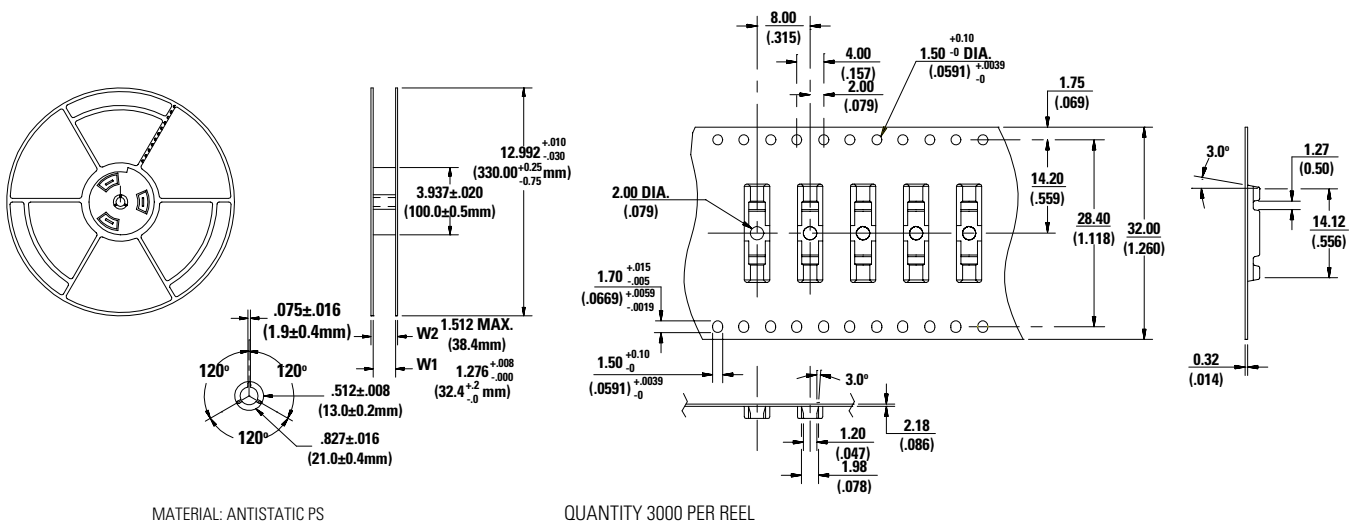 8.00
(.315)
4.00
(.157)
2.00
(.079)
1.50 +0.10 -0 DIA.
(.0591) +.0039 -0
1.75
(.069)
12.992 +.010 -.030
(330.00 +0.25 -0.75 mm)
3.937±.020
(100.0±0.5mm)
2.00 DIA.
(.079)
14.20
(.559)
28.40
(1.118)
32.00
(1.260)
3.0º
1.27
(0.50)
14.12
(.556)
1.70 +.015 -.005
(.0669) +.0059 -.0019
.075±.016
(1.9±0.4mm)
W2
1.512 MAX.
(38.4mm)
W1
1.276 +.008 -.000
(32.4 +.2 -.0 mm)
120º
120º
120º
.512±.008
(13.0±0.2mm)
.827±.016
(21.0±0.4mm)
1.50 +0.10 -0
(.0591) +.0039 -0
3.0º
0.32
(.014)
2.18
(.086)
1.20
(.047)
1.98
(.078)
MATERIAL: ANTISTATIC PS
QUANTITY 3000 PER REEL